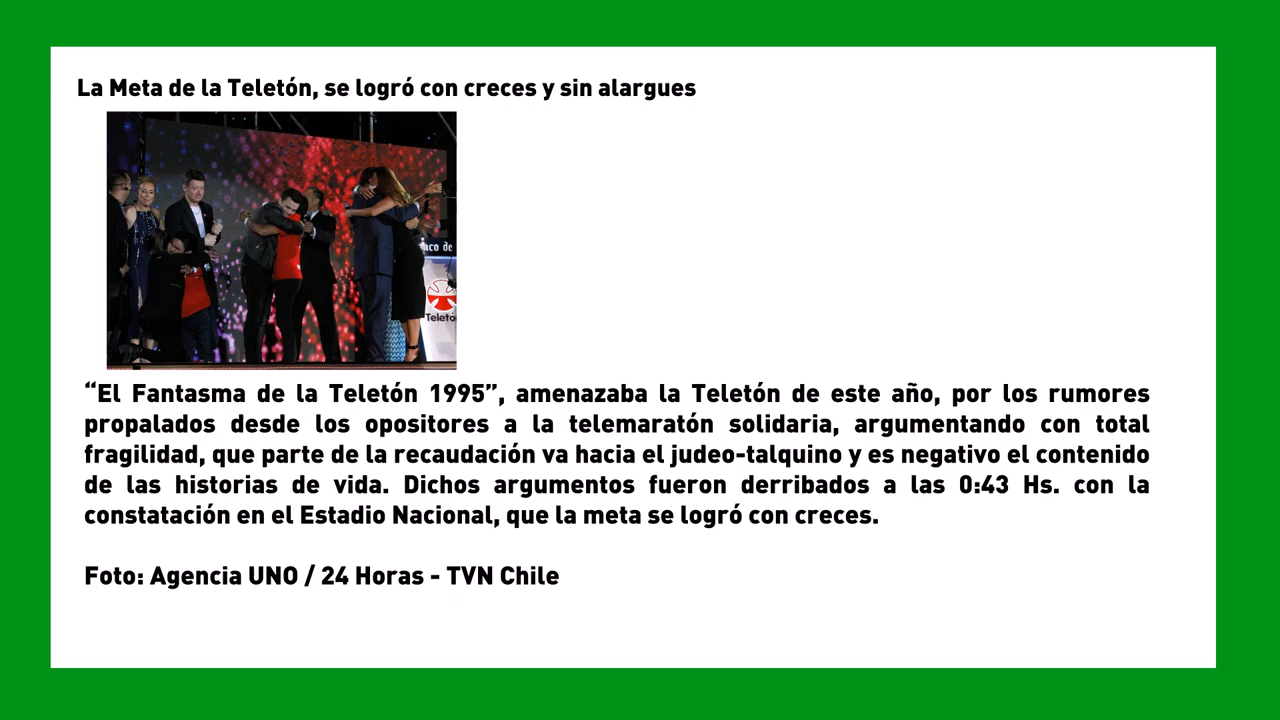 La Meta de la Teletón, se logró con creces y sin alargues
aco de
Teletó
“El Fantasma de la Teletón 1995”, amenazaba la Teletón de este año, por los rumores
propalados desde los opositores a la telemaratón solidaria, argumentando con total
fragilidad, que parte de la recaudación va hacia el judeo-talquino y es negativo el contenido
de las historias de vida. Dichos argumentos fueron derribados a las 0:43 Hs. con la
constatación en el Estadio Nacional, que la meta se logró con creces.
Foto: Agencia UNO / 24 Horas - TVN Chile